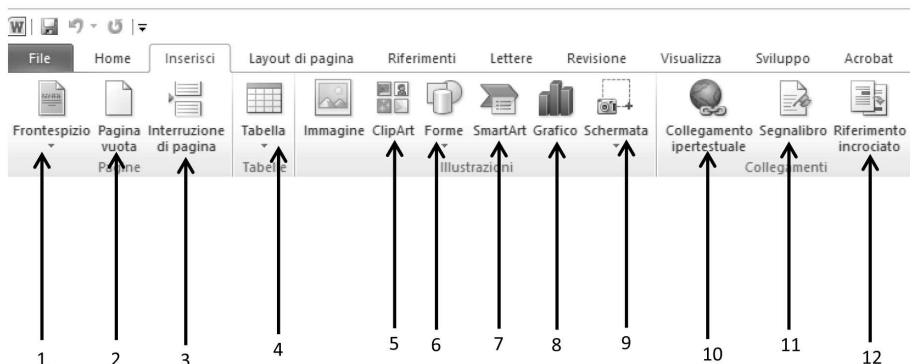 W
File Home Inserisci Layout di pagina Riferimenti Lettere Revisione Visualizza Sviluppo Acrobat
Frontespizio Pagina Interruzione Tabella Immagine ClipArt Forme SmartArt Grafico Schermata Collegamento Segnalibro Riferimento
vuota di pagina ipertestuale incrociato
Pagine Tabelle Illustrazioni Collegamenti
1 2 3 4 5 6 7 8 9 10 11 12